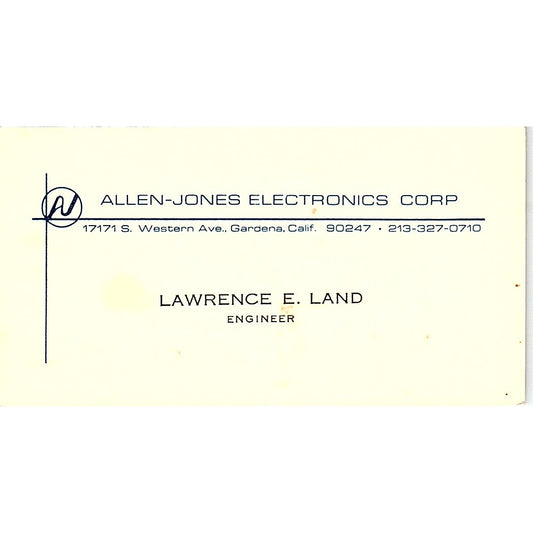 ALLEN-JONES ELECTRONICS CORP
17171 S. Western Ave., Gardena, Calif. 90247 • 213-327-0710
LAWRENCE E. LAND
ENGINEER